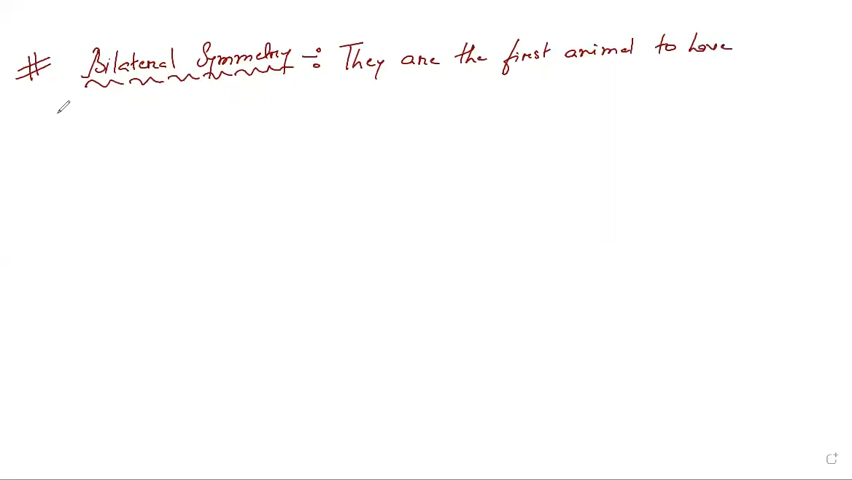 # Bilateral Symmetry :- They are the first animal to have